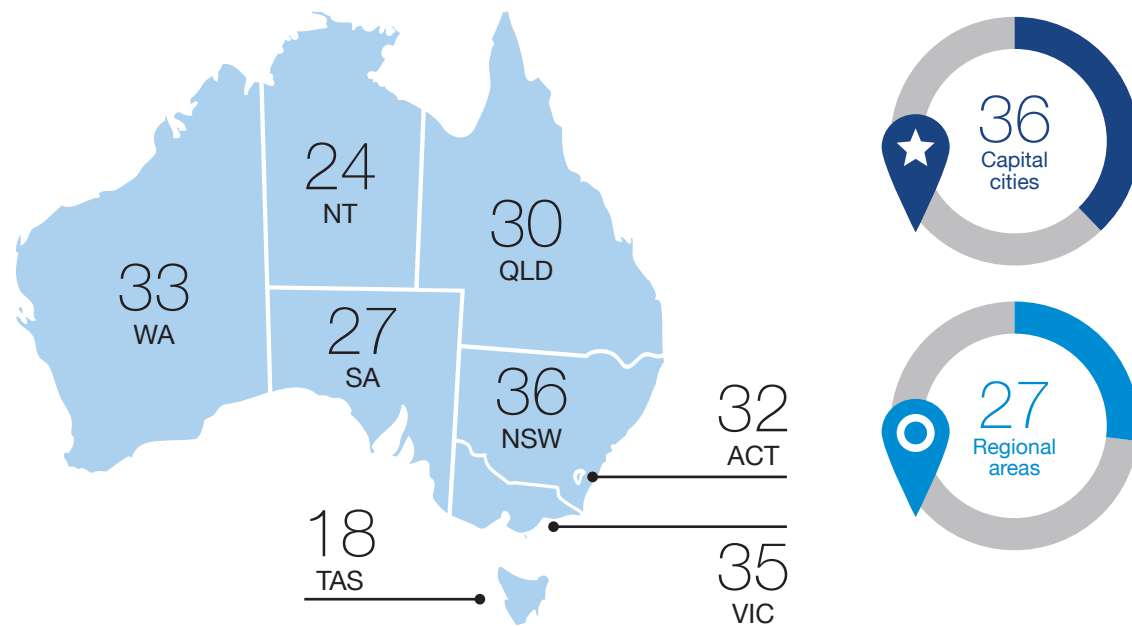 24
NT
30
QLD
33
WA
27
SA
36
NSW
32
ACT
18
TAS
35
VIC
36
Capital
cities
27
Regional
areas